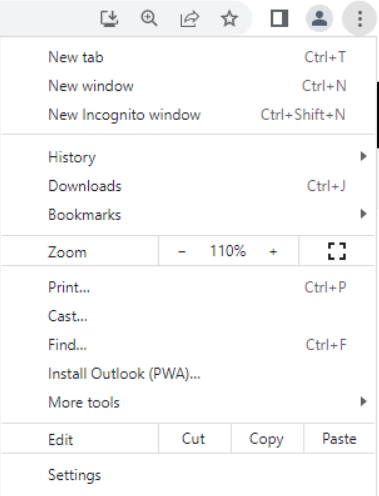 New tab Ctrl+T
New window Ctrl+N
New Incognito window Ctrl+Shift+N
History
Downloads Ctrl+J
Bookmarks
Zoom - 110% +
Print... Ctrl+P
Cast...
Find... Ctrl+F
Install Outlook (PWA)...
More tools
Edit Cut Copy Paste
Settings